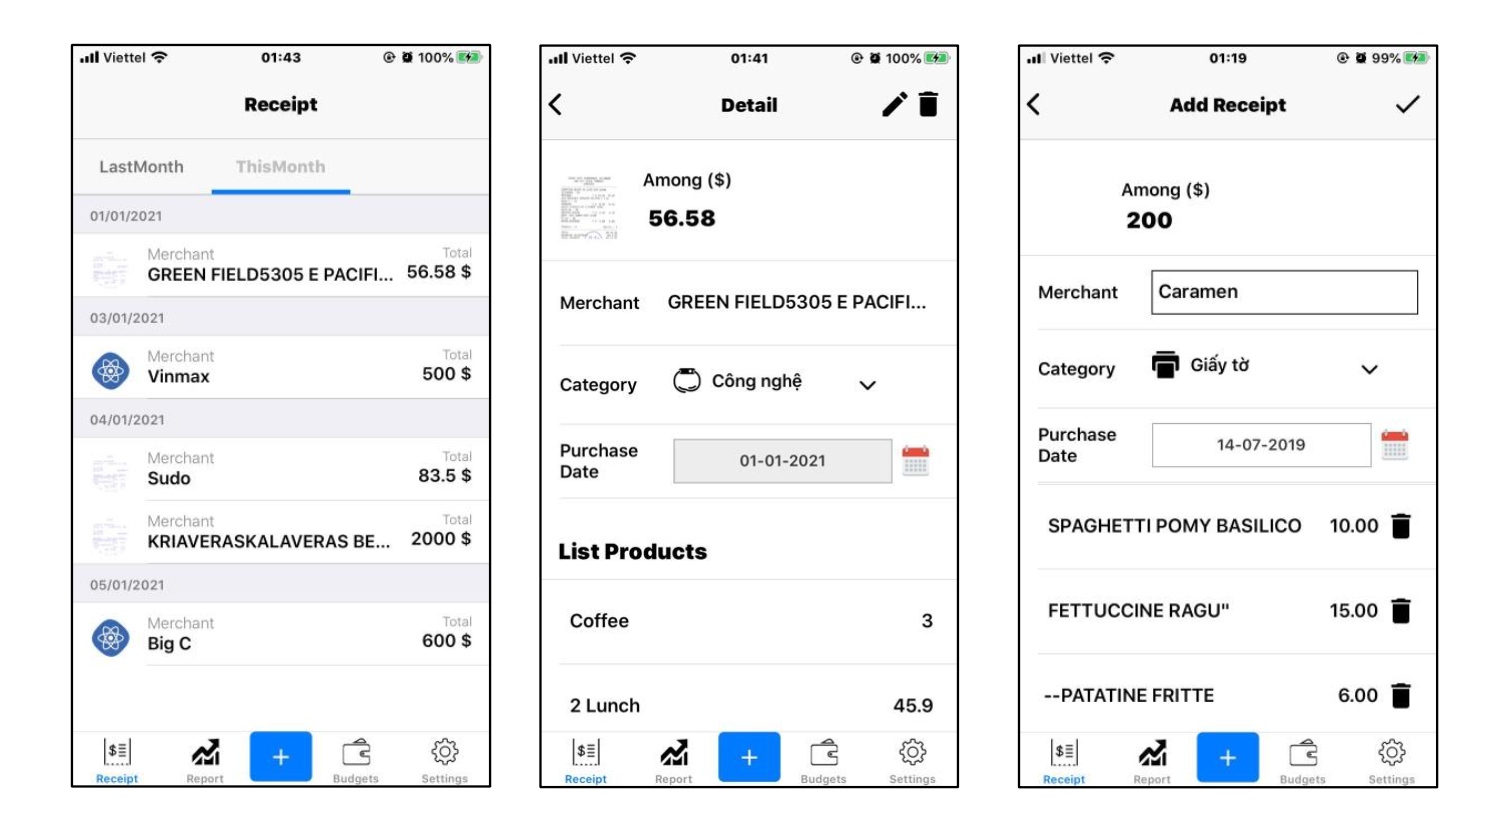 Viettel 01:43 100%
Receipt
LastMonth ThisMonth
01/01/2021
Merchant Total
GREEN FIELD5305 E PACIFI... 56.58 $
03/01/2021
Merchant Total
Vinmax 500 $
04/01/2021
Merchant Total
Sudo 83.5 $
Merchant Total
KRIAVERASKALAVERAS BE... 2000 $
05/01/2021
Merchant Total
Big C 600 $
Receipt Report + Budgets Settings
Viettel 01:41 100%
Detail
Among ($)
56.58
Merchant GREEN FIELD5305 E PACIFI...
Category Công nghệ
Purchase
Date 01-01-2021
List Products
Coffee 3
2 Lunch 45.9
Receipt Report + Budgets Settings
Viettel 01:19 99%
Add Receipt
Among ($)
200
Merchant Caramen
Category Giấy tờ
Purchase
Date 14-07-2019
SPAGHETTI POMY BASILICO 10.00
FETTUCCINE RAGU" 15.00
--PATATINE FRITTE 6.00
Receipt Report + Budgets Settings